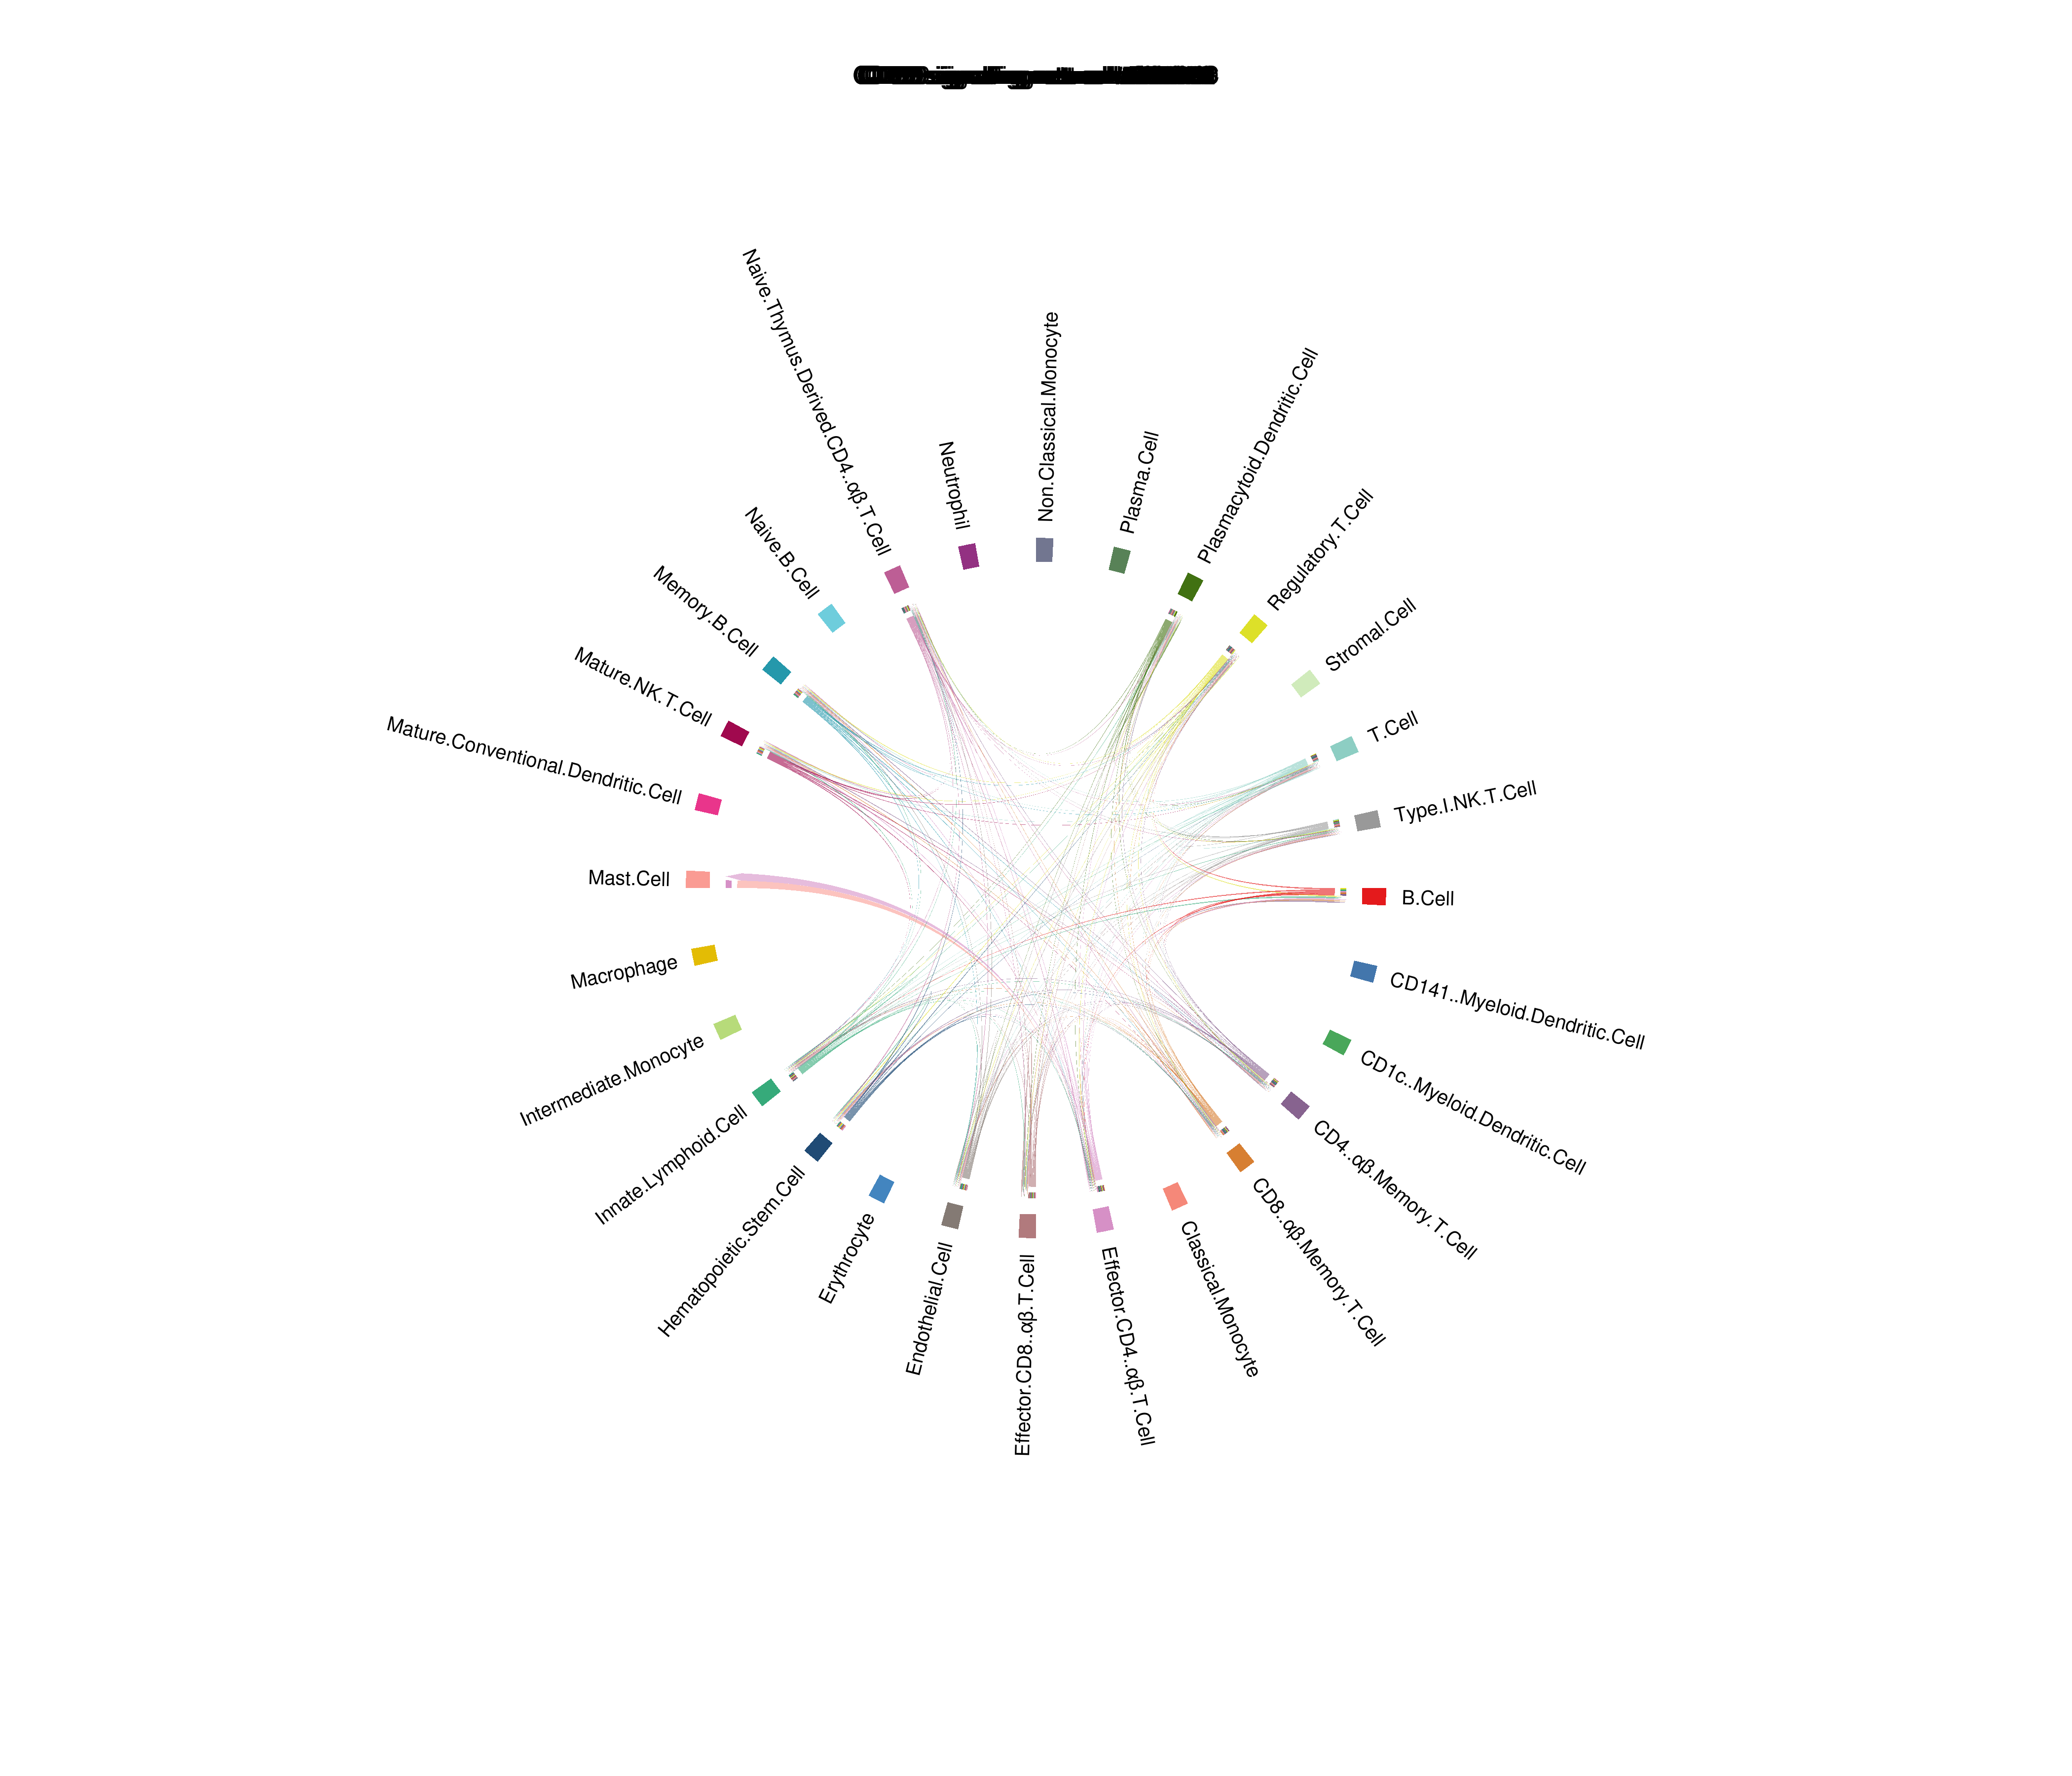 Naive.Thymus.Derived.CD4..αβ.T.Cell
Neutrophil
Non.Classical.Monocyte
Plasma.Cell
Plasmacytoid.Dendritic.Cell
Regulatory.T.Cell
Stromal.Cell
T.Cell
Type.I.NK.T.Cell
B.Cell
CD141..Myeloid.Dendritic.Cell
CD1c..Myeloid.Dendritic.Cell
CD4..αβ.Memory.T.Cell
CD8..αβ.Memory.T.Cell
Classical.Monocyte
Effector.CD4..αβ.T.Cell
Effector.CD8..αβ.T.Cell
Endothelial.Cell
Erythrocyte
Hematopoietic.Stem.Cell
Innate.Lymphoid.Cell
Intermediate.Monocyte
Macrophage
Mast.Cell
Mature.Conventional.Dendritic.Cell
Mature.NK.T.Cell
Memory.B.Cell
Naive.B.Cell